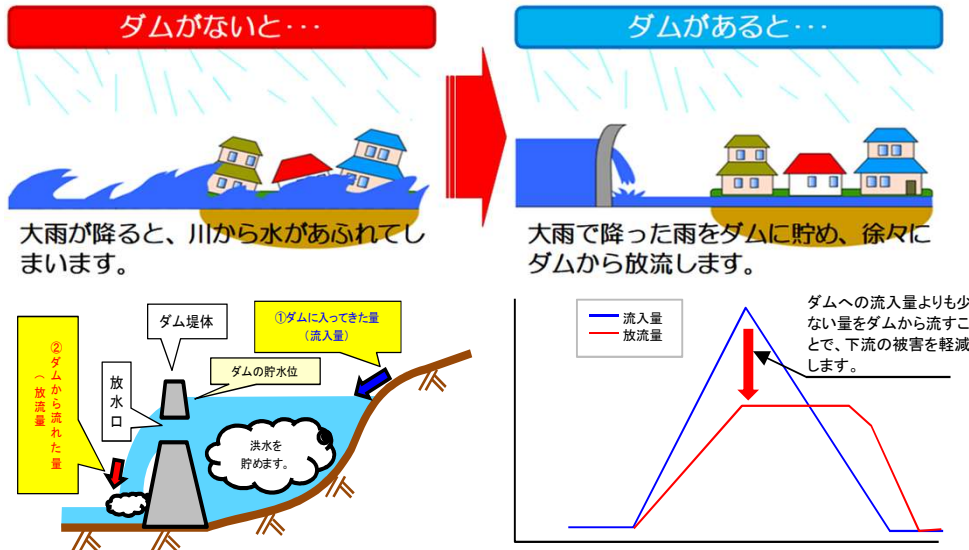 ダムがないと･･･
大雨が降ると、川から水があふれてし
まいます。
ダムがあると･･･
大雨で降った雨をダムに貯め、徐々に
ダムから放流します。
②ダムから流れた量
（放流量
放水口
ダム堤体
ダムの貯水位
①ダムに入ってきた量
(流入量)
洪水を
貯めます。
流入量
放流量
ダムへの流入量よりも少
ない量をダムから流すこ
とで、下流の被害を軽減
します。